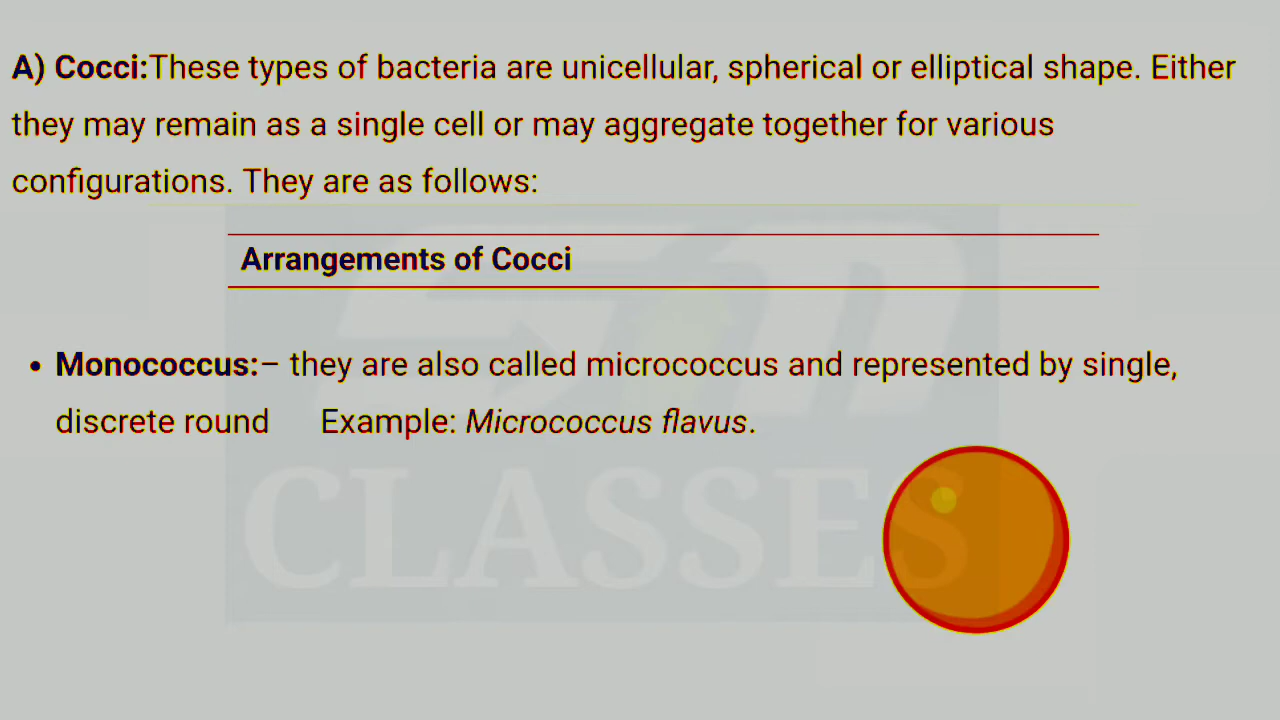 A) Cocci:These types of bacteria are unicellular, spherical or elliptical shape. Either
they may remain as a single cell or may aggregate together for various
configurations. They are as follows:
Arrangements of Cocci
• Monococcus:– they are also called micrococcus and represented by single,
discrete round Example: Micrococcus flavus.
SM
CLASSES